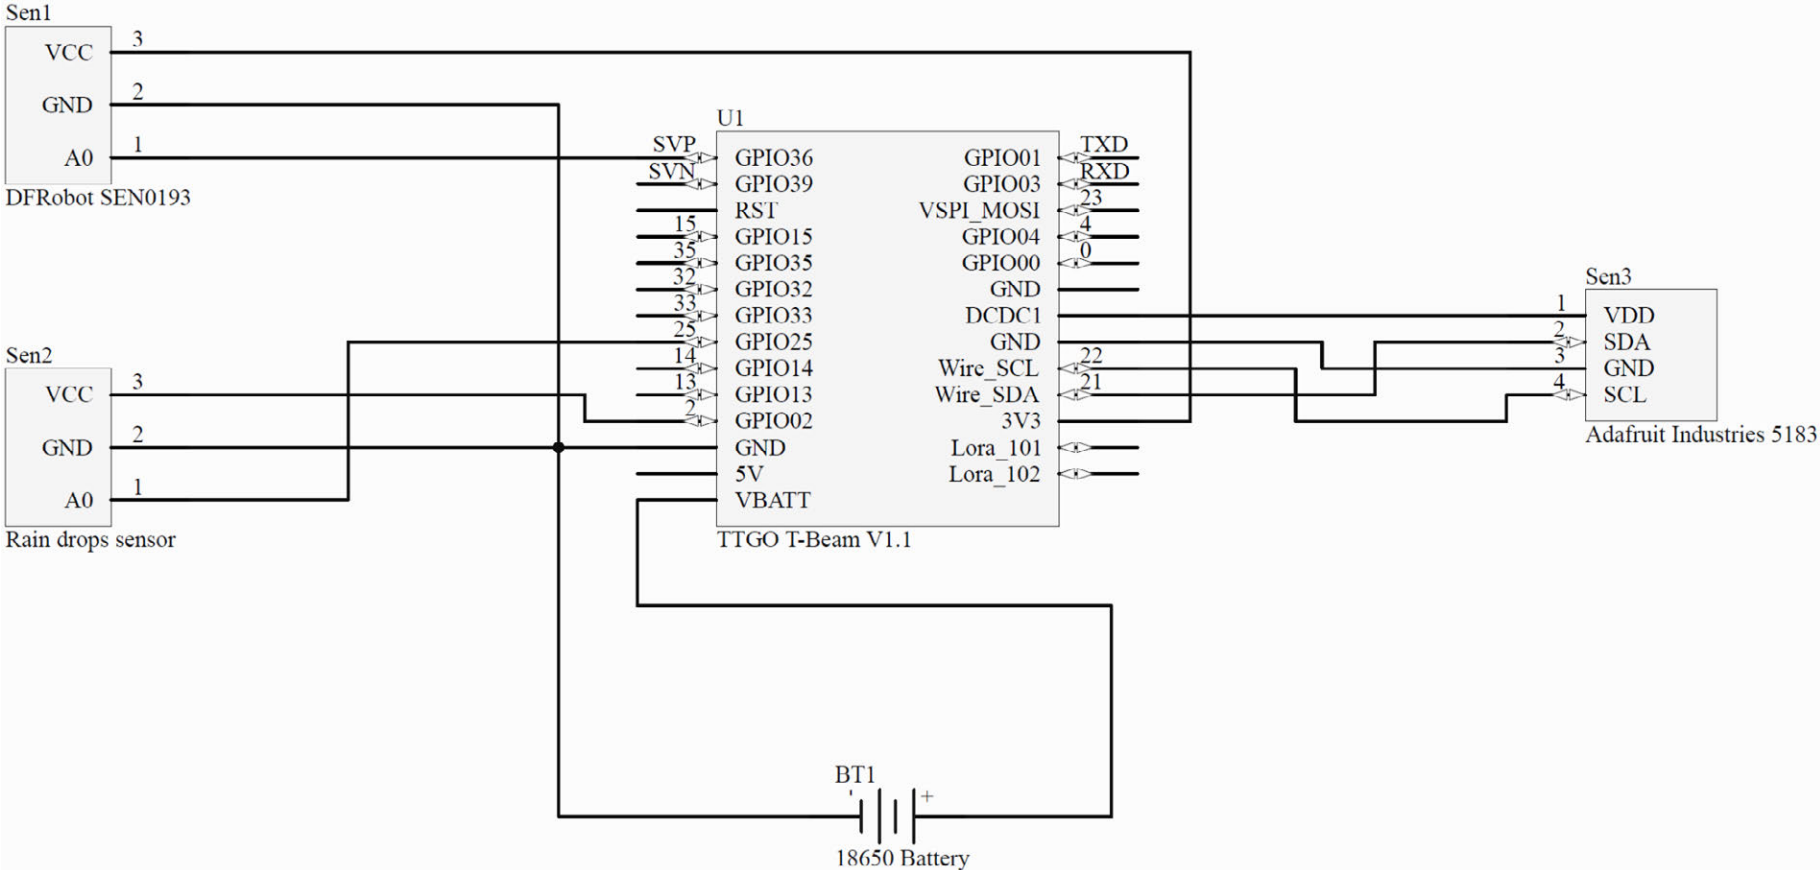 Sen1
VCC 3
GND 2
A0 1
DFRobot SEN0193
Sen2
VCC 3
GND 2
A0 1
Rain drops sensor
U1
SVP GPIO36 GPIO01 TXD
SVN GPIO39 GPIO03 RXD
RST VSPI_MOSI 23
15 GPIO15 GPIO04 4
35 GPIO35 GPIO00 0
32 GPIO32 GND
33 GPIO33 DCDC1
25 GPIO25 GND
14 GPIO14 Wire_SCL 22
13 GPIO13 Wire_SDA 21
2 GPIO02 3V3
GND Lora_101
5V Lora_102
VBATT
TTGO T-Beam V1.1
Sen3
1 VDD
2 SDA
3 GND
4 SCL
Adafruit Industries 5183
BT1
' +
18650 Battery